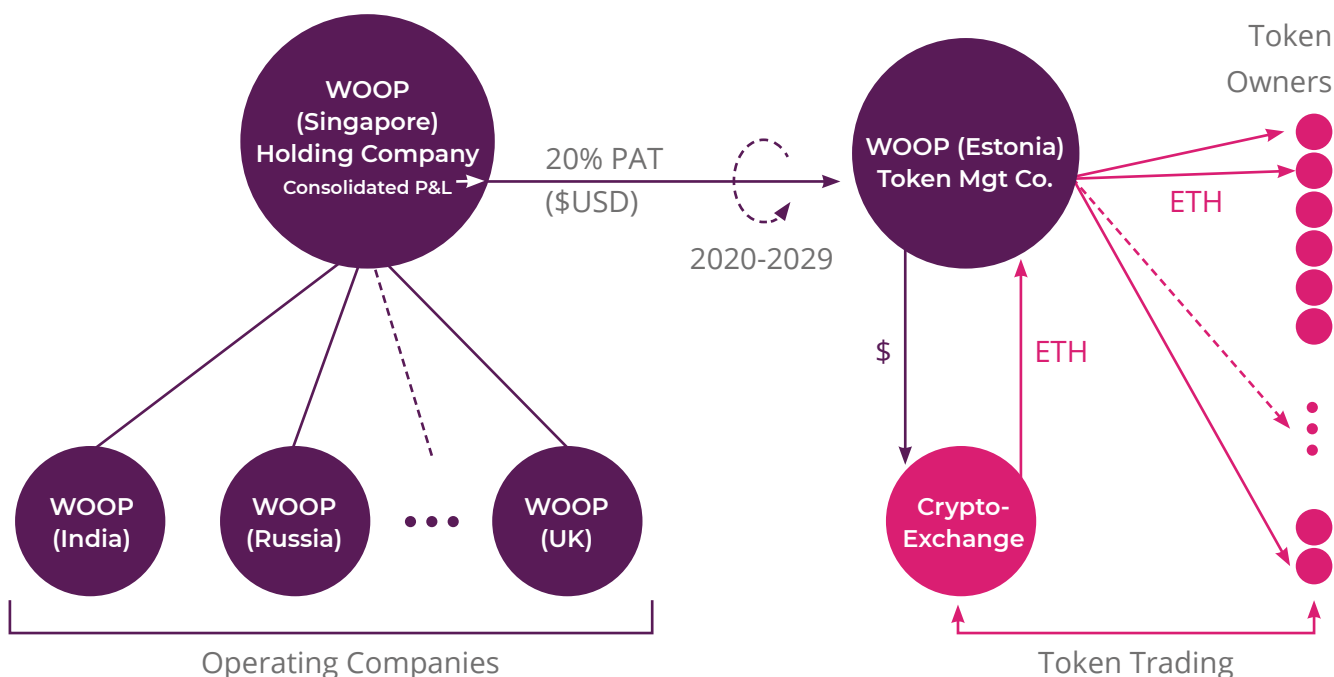 WOOP
(Singapore)
Holding Company
Consolidated P&L
20% PAT
($USD)
2020-2029
WOOP (Estonia)
Token Mgt Co.
Token
Owners
ETH
$
ETH
WOOP
(India)
WOOP
(Russia)
WOOP
(UK)
Crypto-
Exchange
Operating Companies
Token Trading